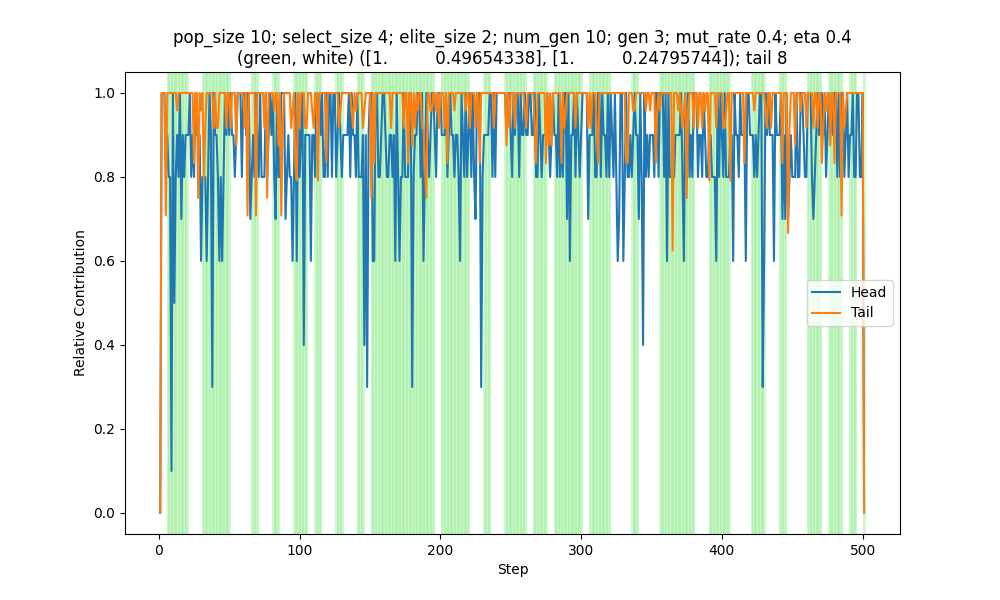 pop_size 10; select_size 4; elite_size 2; num_gen 10; gen 3; mut_rate 0.4; eta 0.4
(green, white) ([1.          0.49654338], [1.          0.24795744]); tail 8
1.0
0.8
0.6
0.4
0.2
0.0
Relative Contribution
Head
Tail
0
100
200
300
400
500
Step